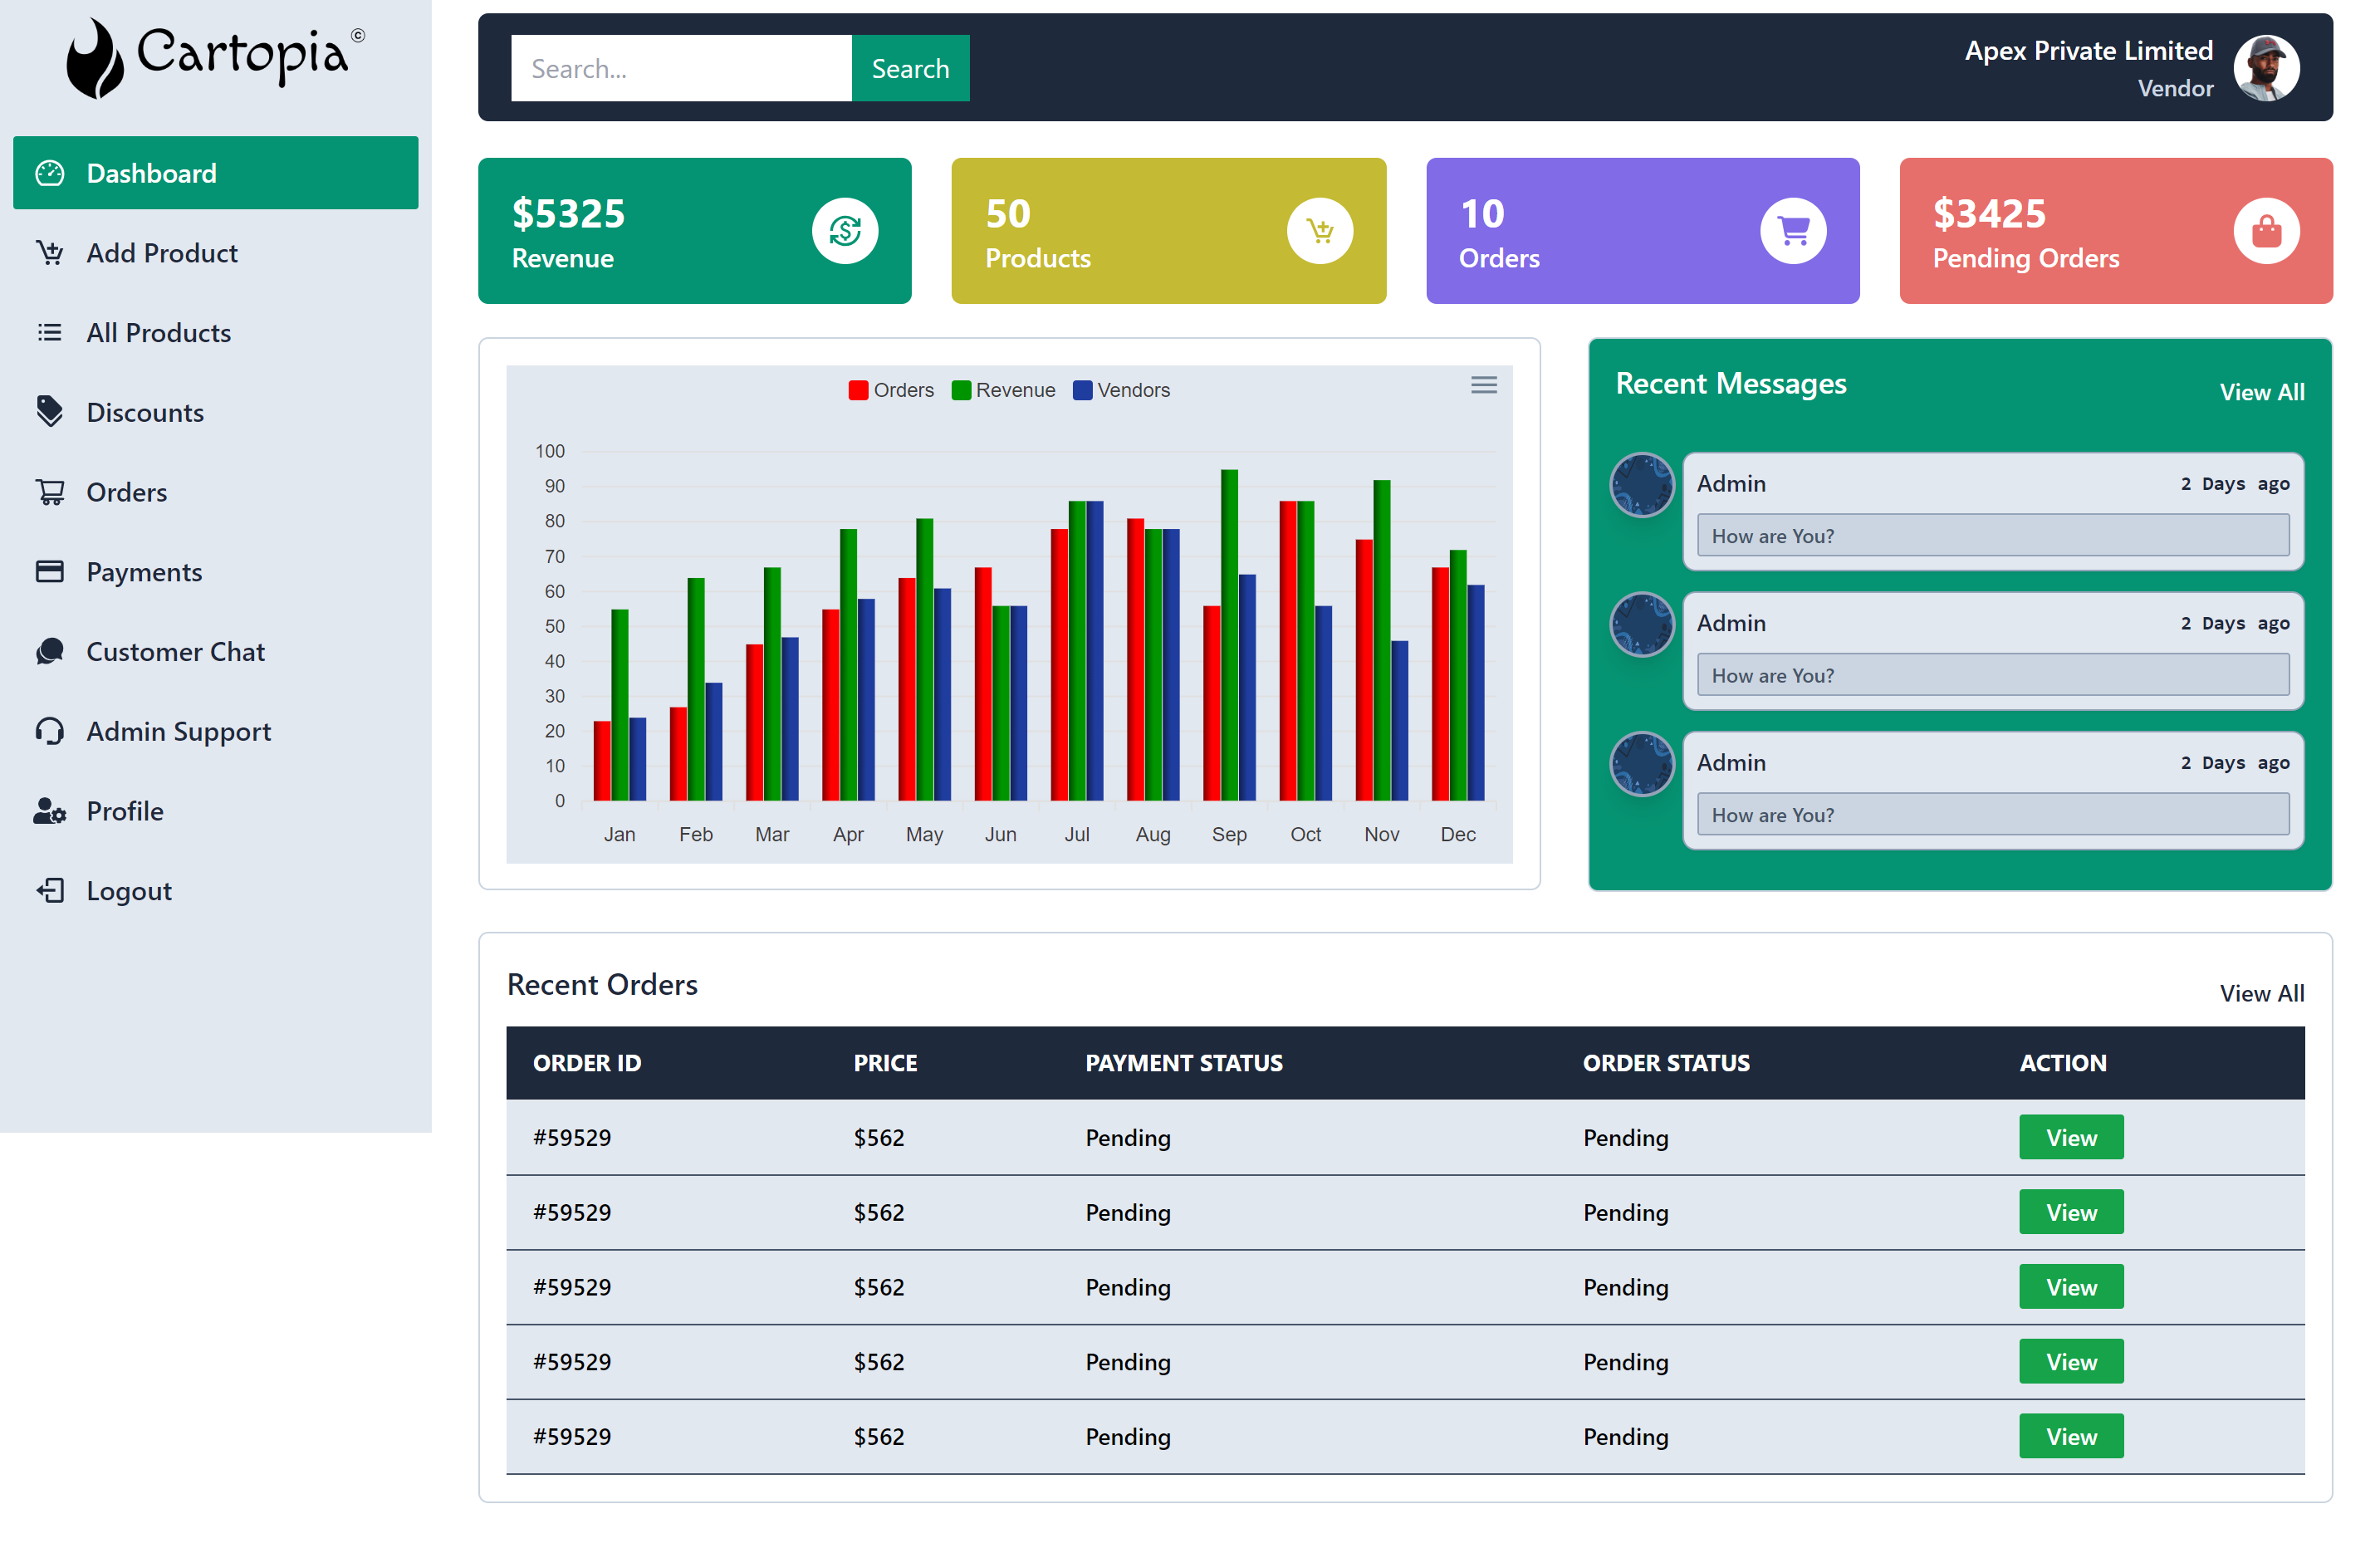 Cartopia©
Dashboard
Add Product
All Products
Discounts
Orders
Payments
Customer Chat
Admin Support
Profile
Logout
Search...
Search
Apex Private Limited
Vendor
$5325
Revenue
50
Products
10
Orders
$3425
Pending Orders
Orders Revenue Vendors
100
90
80
70
60
50
40
30
20
10
0
Jan Feb Mar Apr May Jun Jul Aug Sep Oct Nov Dec
Recent Messages
View All
Admin 2 Days ago
How are You?
Admin 2 Days ago
How are You?
Admin 2 Days ago
How are You?
Recent Orders
View All
ORDER ID PRICE PAYMENT STATUS ORDER STATUS ACTION
#59529 $562 Pending Pending View
#59529 $562 Pending Pending View
#59529 $562 Pending Pending View
#59529 $562 Pending Pending View
#59529 $562 Pending Pending View